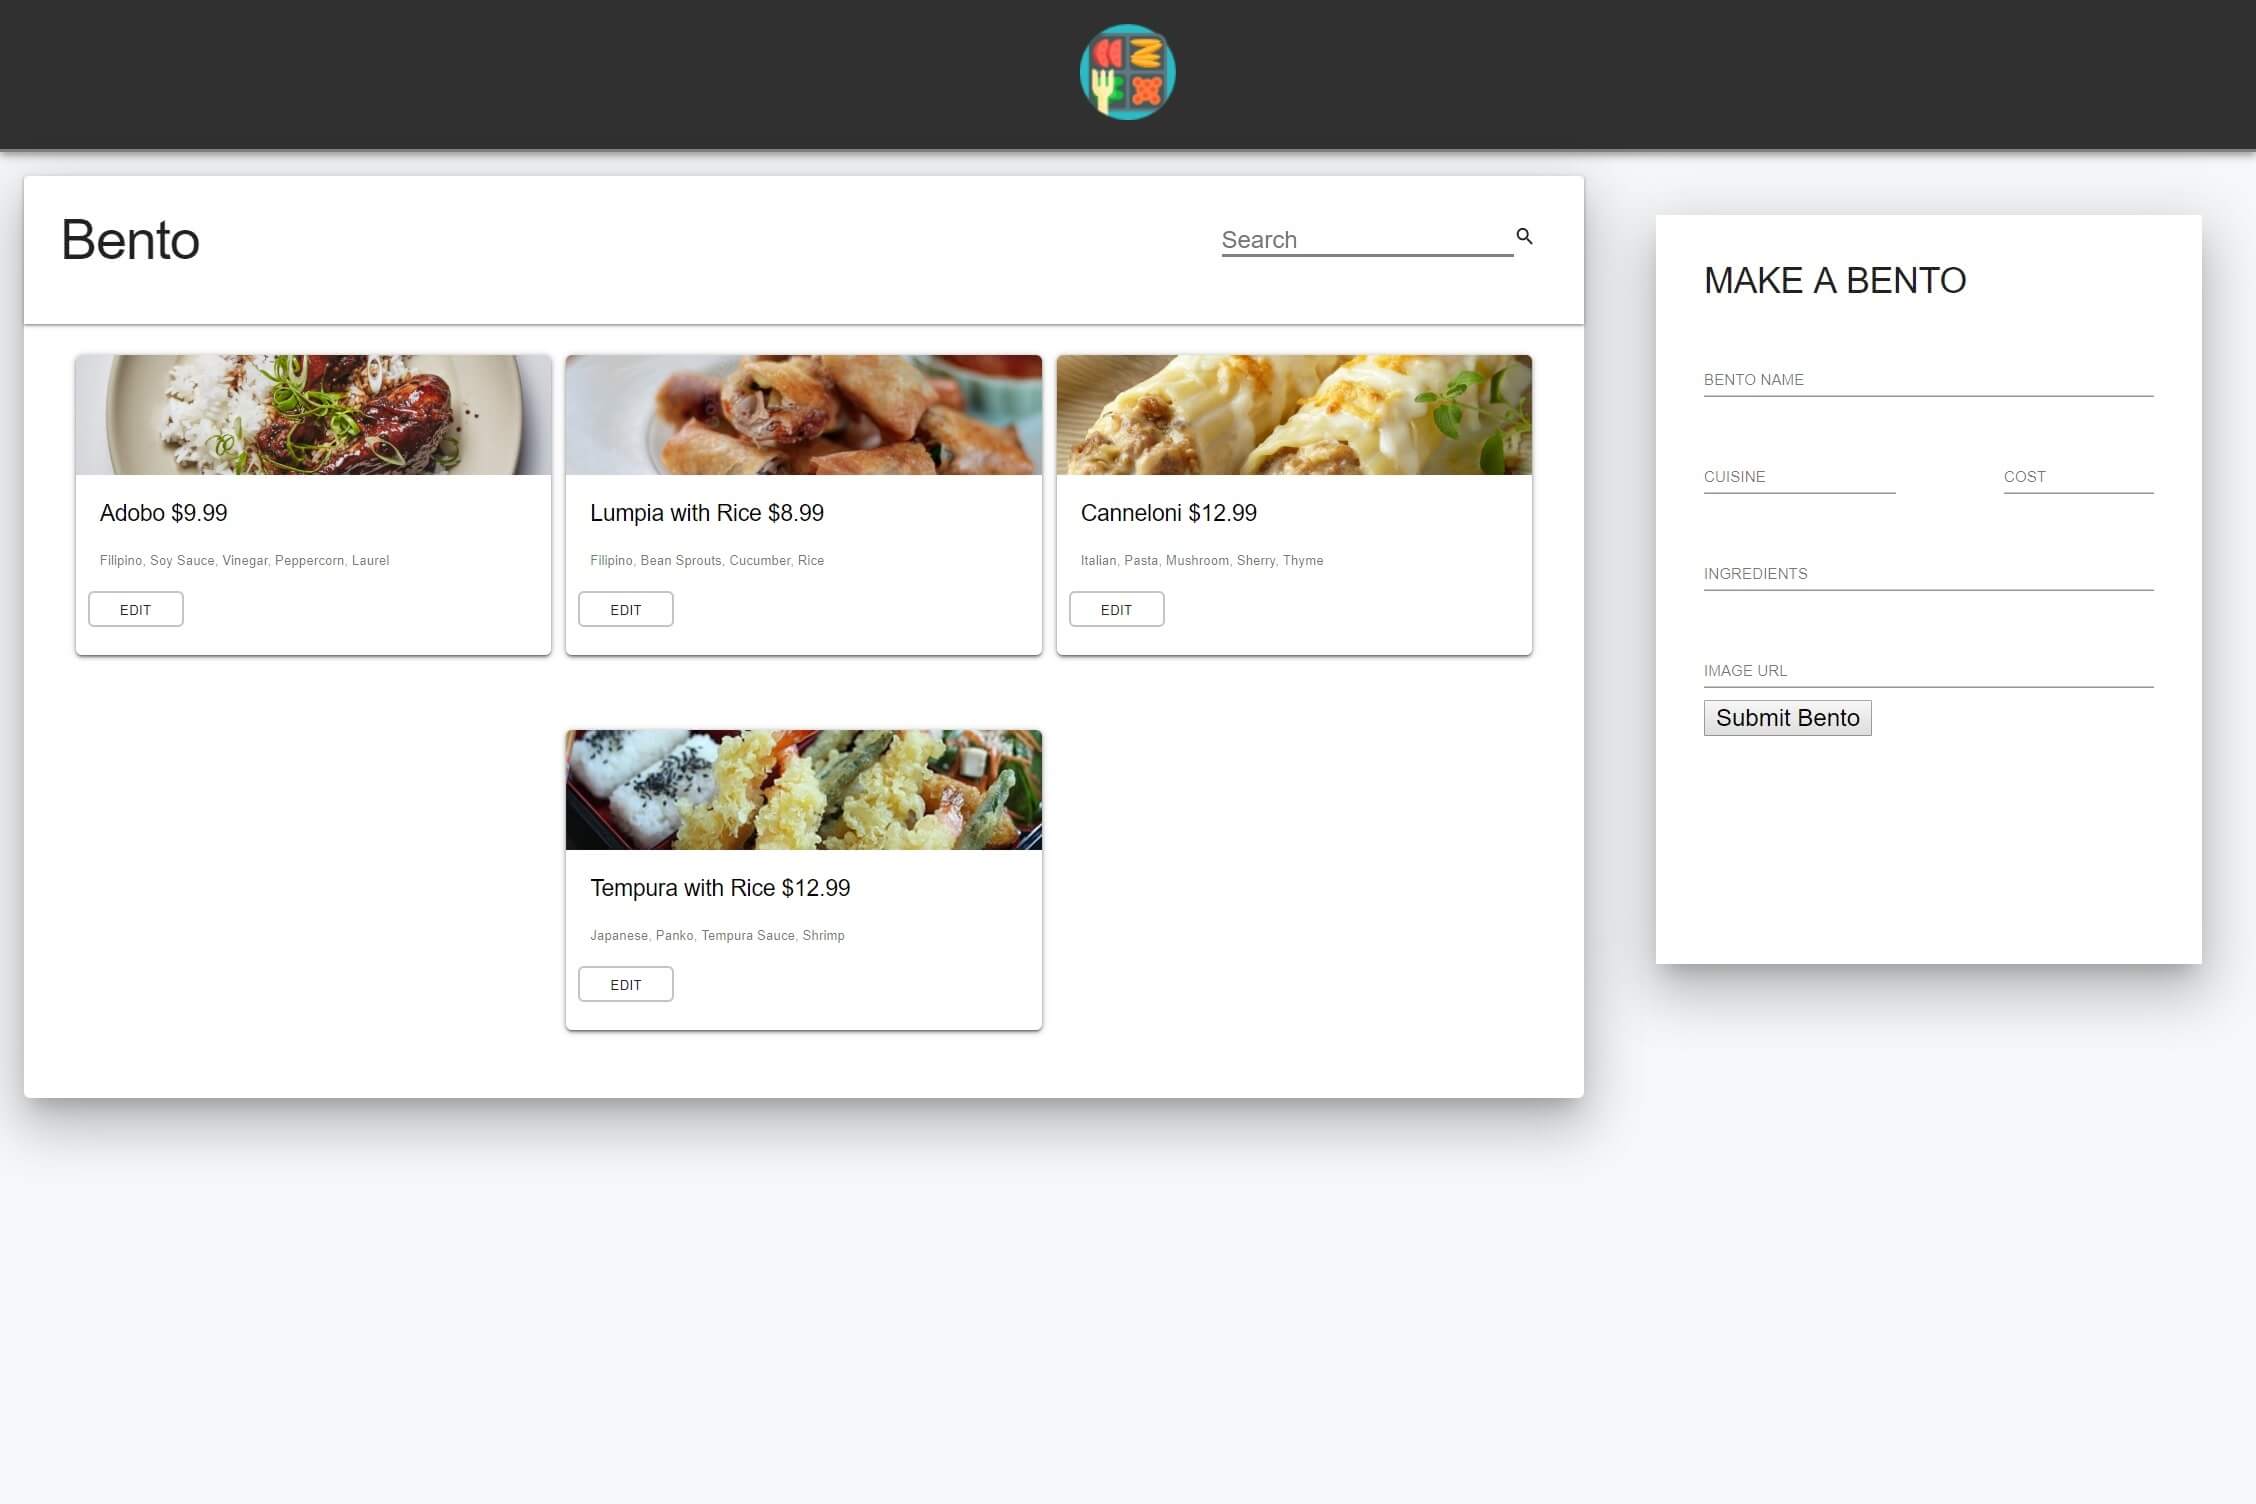 Bento
Search
Adobo $9.99
Filipino, Soy Sauce, Vinegar, Peppercorn, Laurel
EDIT
Lumpia with Rice $8.99
Filipino, Bean Sprouts, Cucumber, Rice
EDIT
Canneloni $12.99
Italian, Pasta, Mushroom, Sherry, Thyme
EDIT
Tempura with Rice $12.99
Japanese, Panko, Tempura Sauce, Shrimp
EDIT
MAKE A BENTO
BENTO NAME
CUISINE COST
INGREDIENTS
IMAGE URL
Submit Bento